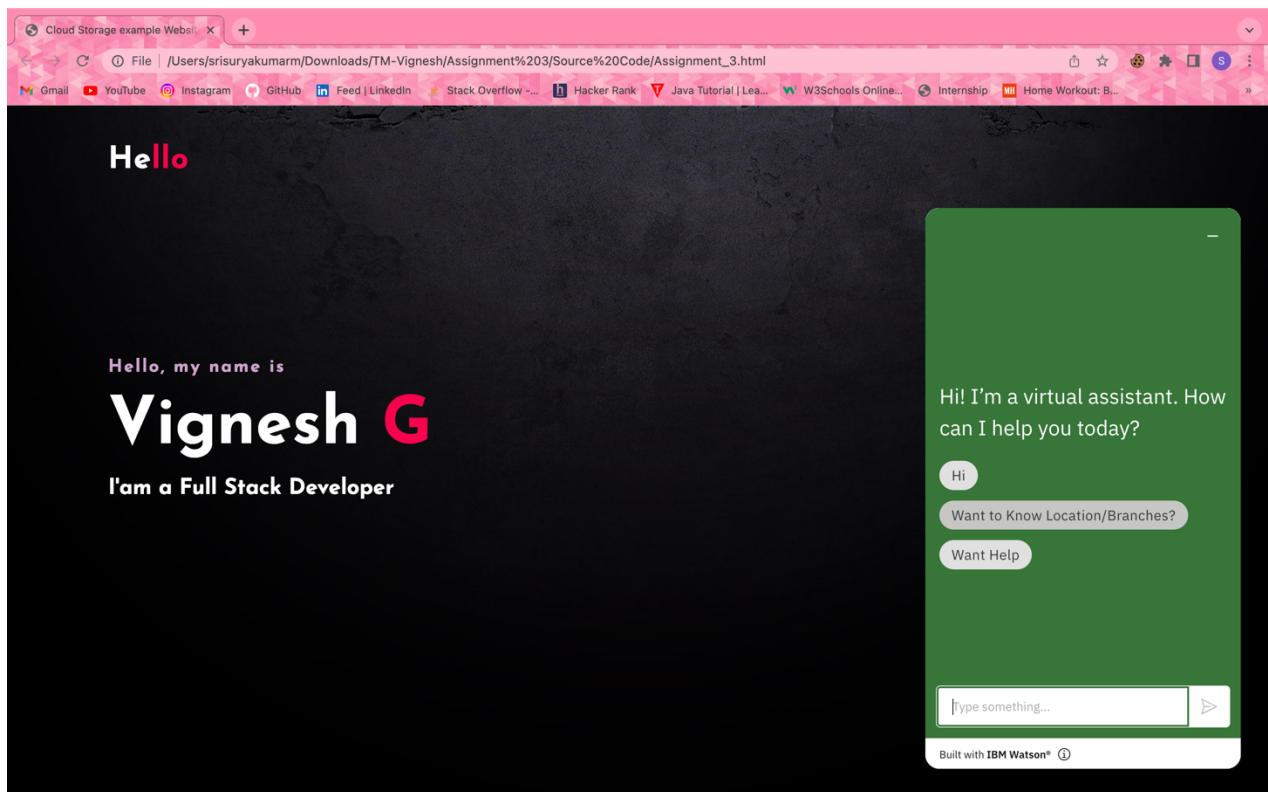 Cloud Storage example Websi
File /Users/srisuryakumarm/Downloads/TM-Vignesh/Assignment%203/Source%20Code/Assignment_3.html
S
Gmail YouTube Instagram GitHub Feed | LinkedIn Stack Overflow -... Hacker Rank Java Tutorial | Lea... W3Schools Online... Internship Home Workout: B... »
Hello
Hello, my name is
Vignesh G
I'am a Full Stack Developer
Hi! I’m a virtual assistant. How
can I help you today?
Hi
Want to Know Location/Branches?
Want Help
Type something...
Built with IBM Watson®